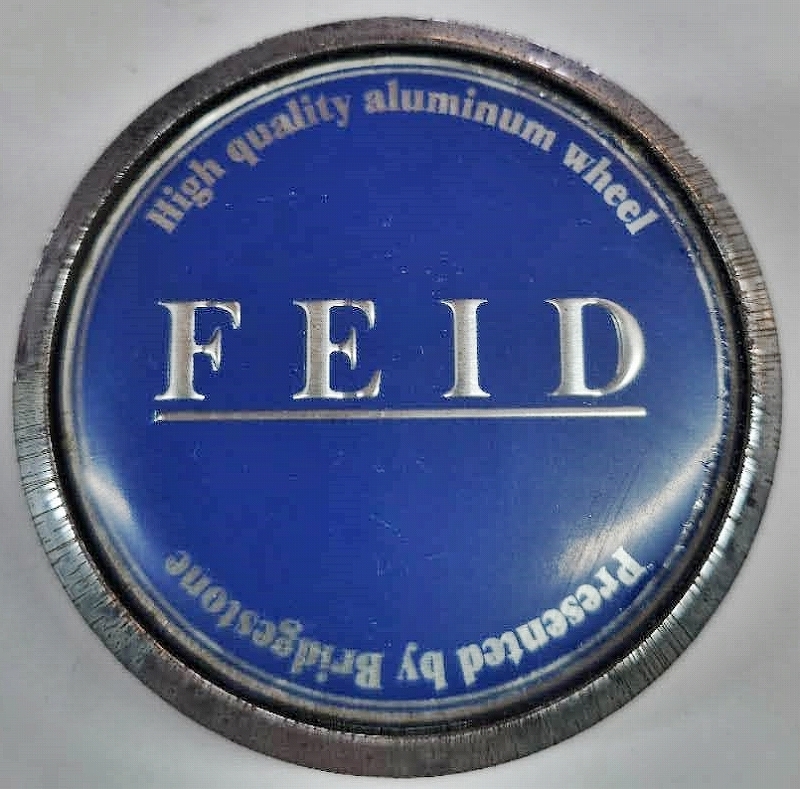 High quality aluminum wheel
FEID
Presented by Bridgestone